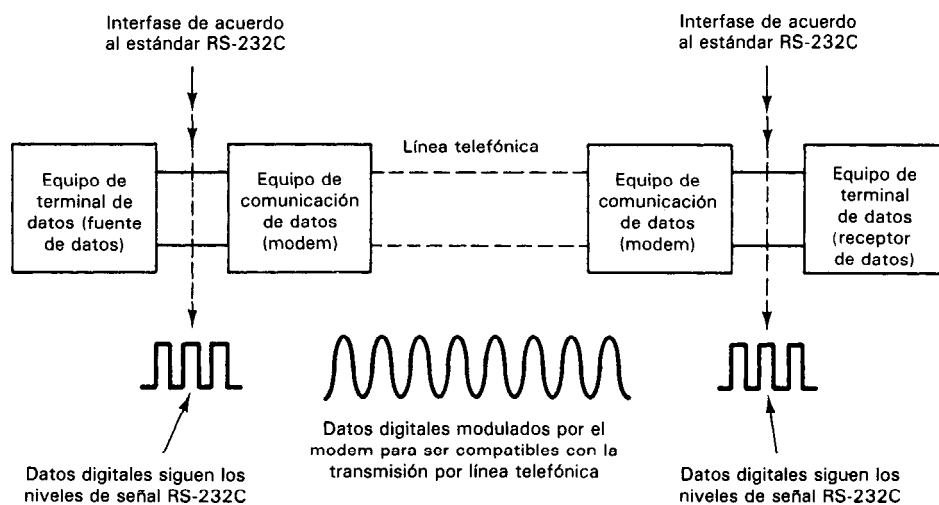 Interfase de acuerdo
al estándar RS-232C
Interfase de acuerdo
al estándar RS-232C
Equipo de
terminal de
datos (fuente
de datos)
Equipo de
comunicación
de datos
(modem)
Línea telefónica
Equipo de
comunicación
de datos
(modem)
Equipo de
terminal
de datos
(receptor
de datos)
Datos digitales modulados por el
modem para ser compatibles con la
transmisión por línea telefónica
Datos digitales siguen los
niveles de señal RS-232C
Datos digitales siguen los
niveles de señal RS-232C